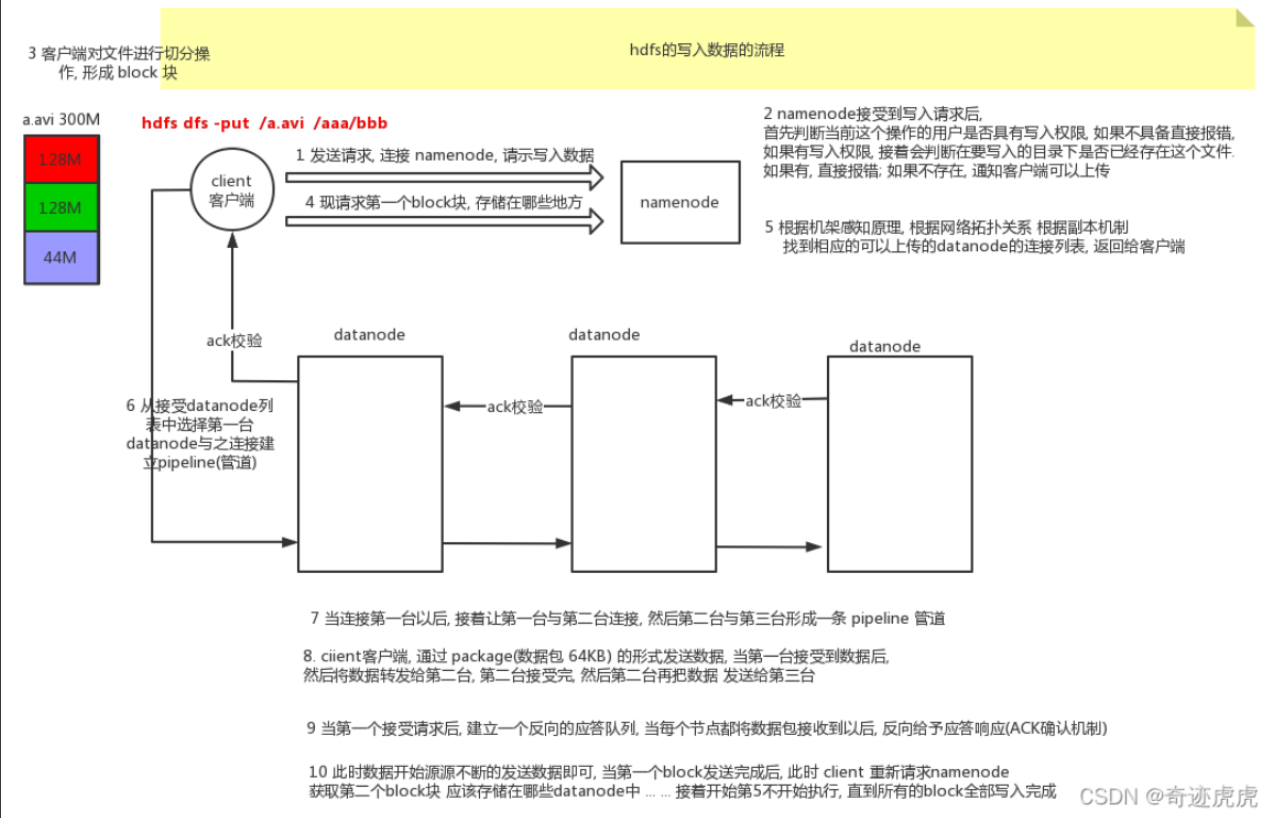 hdfs的写入数据的流程
3 客户端对文件进行切分操
作, 形成 block 块
a.avi 300M
128M
128M
44M
hdfs dfs -put /a.avi /aaa/bbb
client
客户端
1 发送请求, 连接 namenode, 请示写入数据
4 现请求第一个block块, 存储在哪些地方
namenode
2 namenode接受到写入请求后,
首先判断当前这个操作的用户是否具有写入权限, 如果不具备直接报错,
如果有写入权限, 接着会判断在要写入的目录下是否已经存在这个文件.
如果有, 直接报错; 如果不存在, 通知客户端可以上传
5 根据机架感知原理, 根据网络拓扑关系 根据副本机制
找到相应的可以上传的datanode的连接列表, 返回给客户端
ack校验
datanode
datanode
datanode
ack校验
ack校验
6 从接受datanode列
表中选择第一台
datanode与之连接建
立pipeline(管道)
7 当连接第一台以后, 接着让第一台与第二台连接, 然后第二台与第三台形成一条 pipeline 管道
8. ciient客户端, 通过 package(数据包 64KB) 的形式发送数据, 当第一台接受到数据后,
然后将数据转发给第二台, 第二台接受完, 然后第二台再把数据 发送给第三台
9 当第一个接受请求后, 建立一个反向的应答队列, 当每个节点都将数据包接收到以后, 反向给予应答响应(ACK确认机制)
10 此时数据开始源源不断的发送数据即可, 当第一个block发送完成后, 此时 client 重新请求namenode
获取第二个block块 应该存储在哪些datanode中 ... ... 接着开始第5不开始执行, 直到所有的block全部写入完成
CSDN @奇迹虎虎